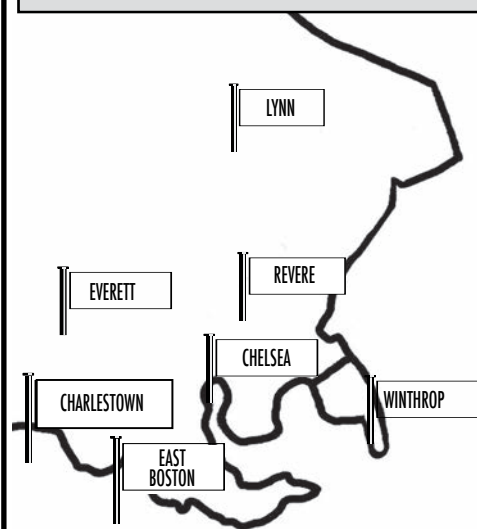 LYNN
REVERE
EVERETT
CHELSEA
CHARLESTOWN
WINTHROP
EAST
BOSTON